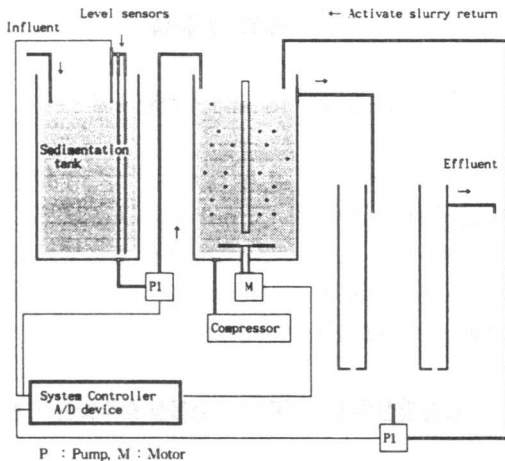 Level sensors
← Activate slurry return
Influent
↓
↓
→
Sedimentation
tank
Effluent
→
↑
P1
M
Compressor
System Controller
A/D device
P1
P : Pump, M : Motor